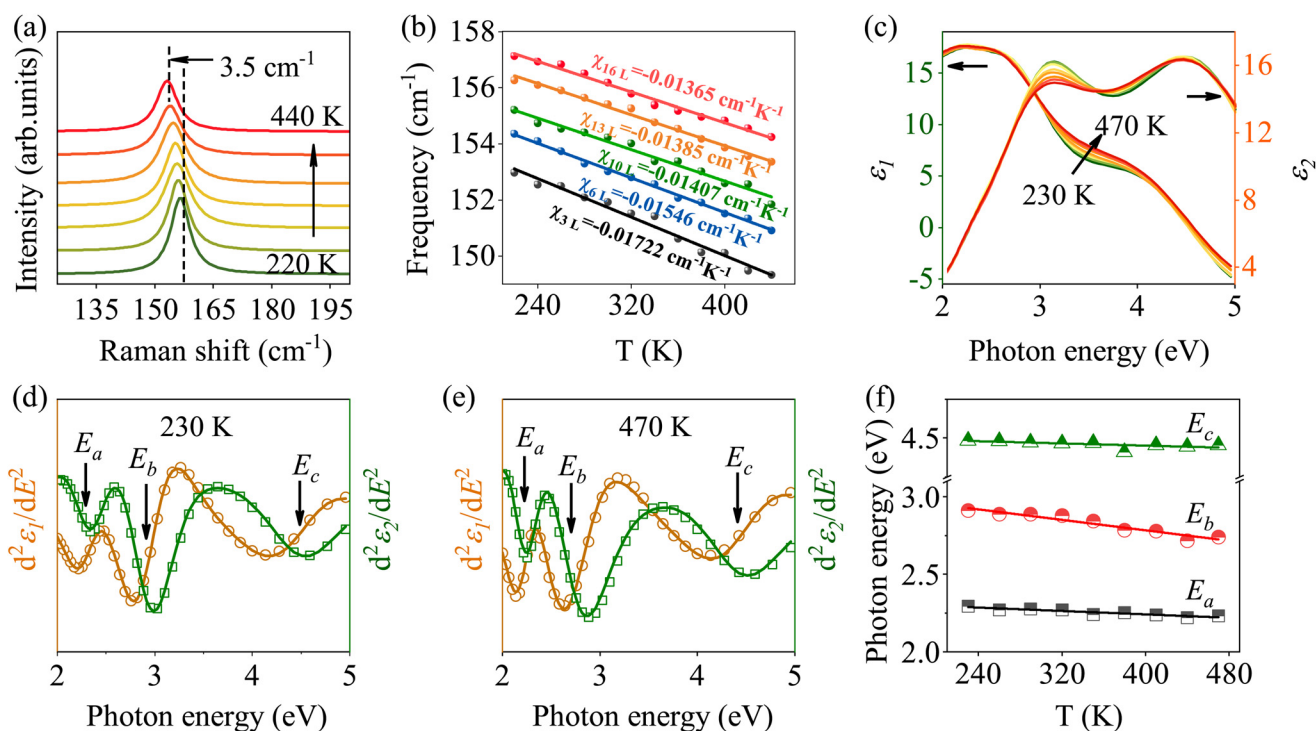 (a)
3.5 cm⁻¹
440 K
220 K
Intensity (arb.units)
135 150 165 180 195
Raman shift (cm⁻¹)
(b)
158
156
154
152
150
Frequency (cm⁻¹)
χ₁₆ L=-0.01365 cm⁻¹K⁻¹
χ₁₃ L=-0.01385 cm⁻¹K⁻¹
χ₁₀ L=-0.01407 cm⁻¹K⁻¹
χ₆ L=-0.01546 cm⁻¹K⁻¹
χ₃ L=-0.01722 cm⁻¹K⁻¹
240 320 400
T (K)
(c)
15
10
5
0
-5
ε₁
470 K
230 K
16
12
8
4
ε₂
2 3 4 5
Photon energy (eV)
(d)
230 K
Eₐ
E_b
E_c
d²ε₁/dE²
d²ε₂/dE²
2 3 4 5
Photon energy (eV)
(e)
470 K
Eₐ
E_b
E_c
d²ε₁/dE²
d²ε₂/dE²
2 3 4 5
Photon energy (eV)
(f)
4.5
3.0
2.5
2.0
Photon energy (eV)
E_c
E_b
Eₐ
240 320 400 480
T (K)